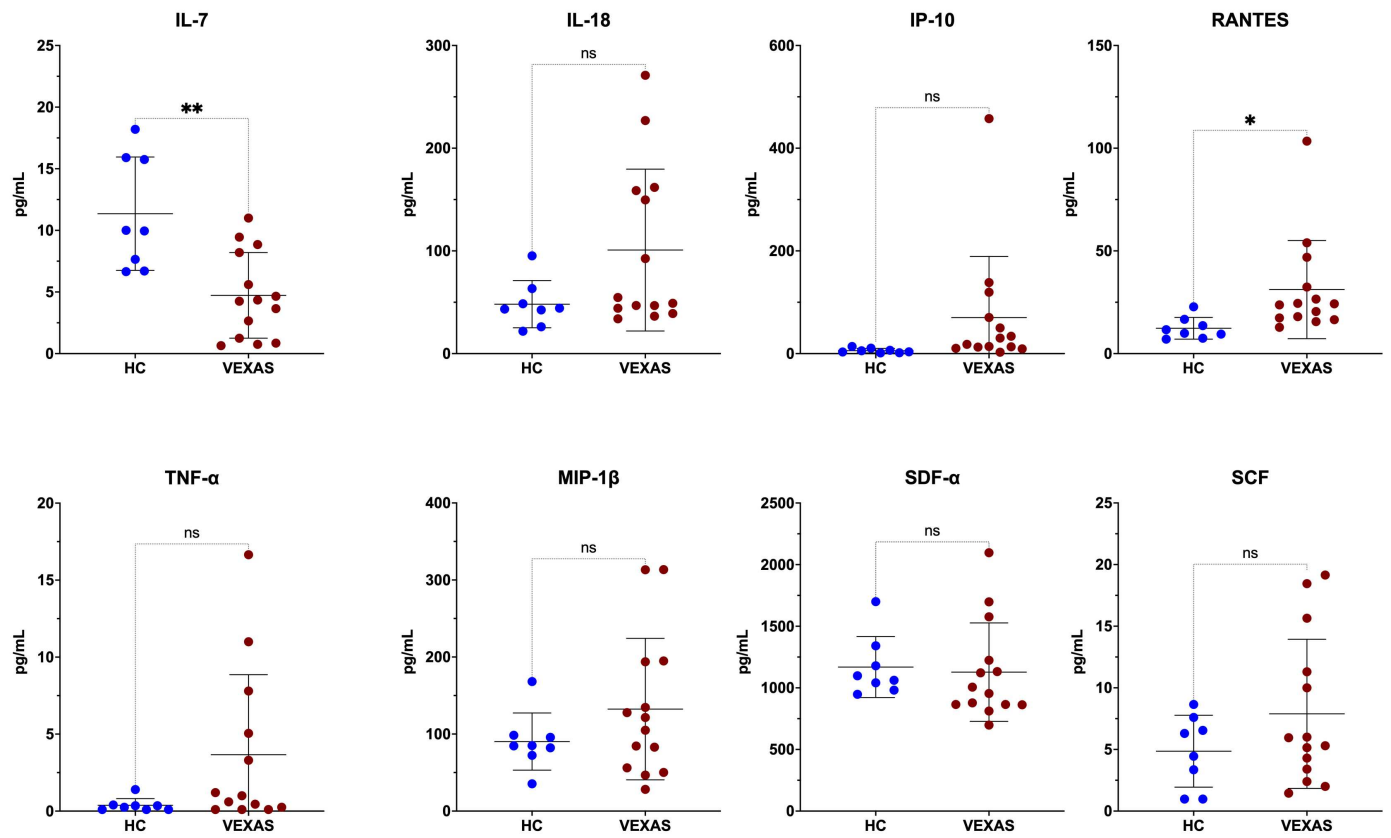 IL-7
25
20
15
10
5
0
pg/mL
**
HC
VEXAS
IL-18
300
200
100
0
pg/mL
ns
HC
VEXAS
IP-10
600
400
200
0
pg/mL
ns
HC
VEXAS
RANTES
150
100
50
0
pg/mL
*
HC
VEXAS
TNF-α
20
15
10
5
0
pg/mL
ns
HC
VEXAS
MIP-1β
400
300
200
100
0
pg/mL
ns
HC
VEXAS
SDF-α
2500
2000
1500
1000
500
0
pg/mL
ns
HC
VEXAS
SCF
25
20
15
10
5
0
pg/mL
ns
HC
VEXAS